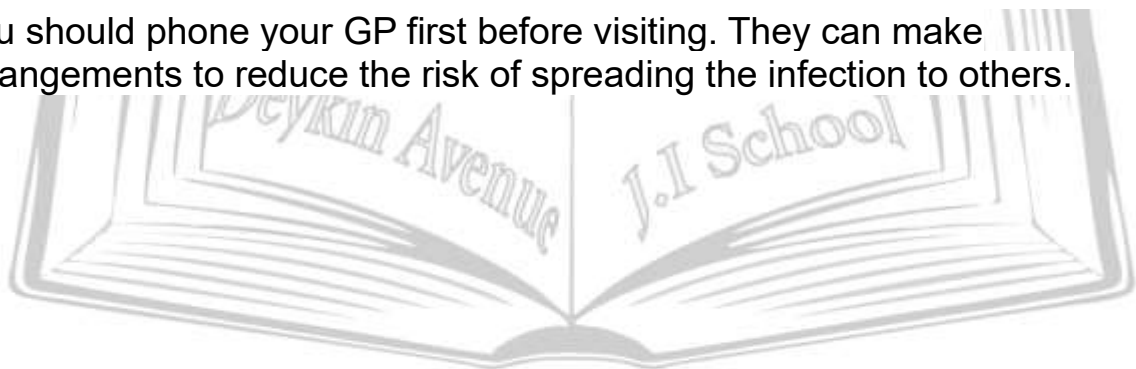 u should phone your GP first before visiting. They can make
angements to reduce the risk of spreading the infection to others.
Deykin Avenue
J.I School